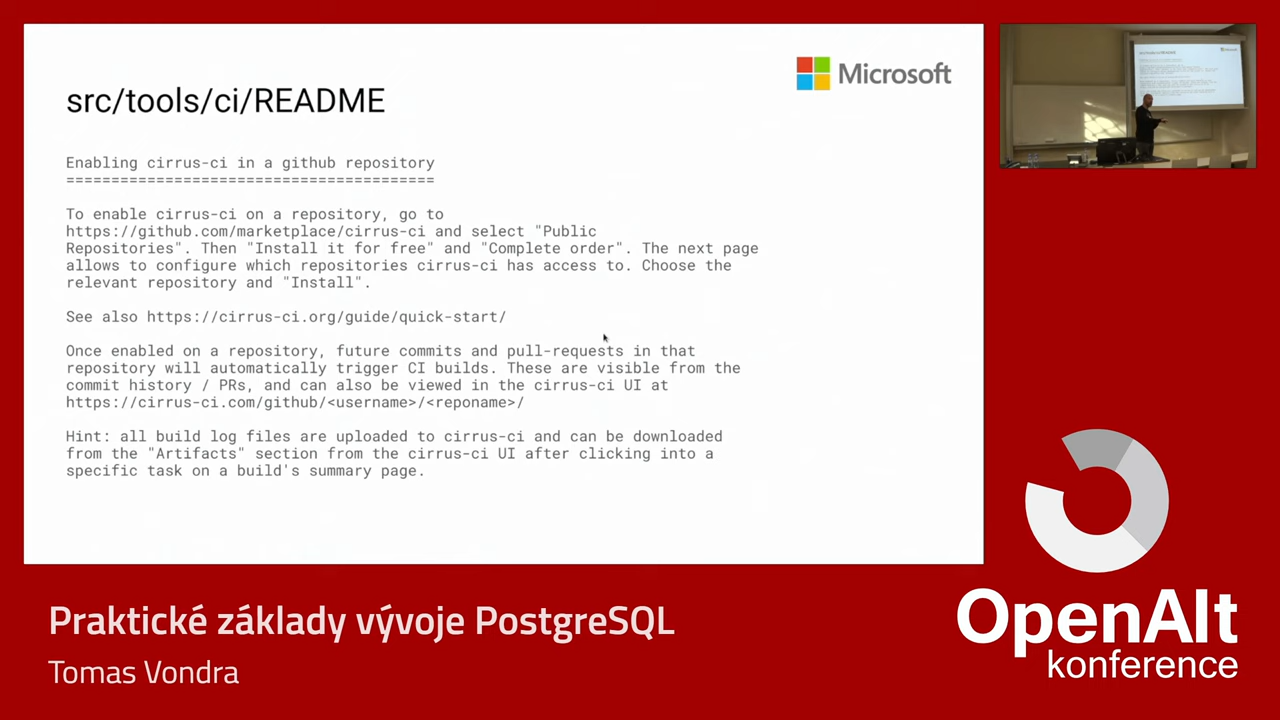 Microsoft
src/tools/ci/README
Enabling cirrus-ci in a github repository
=========================================
To enable cirrus-ci on a repository, go to
https://github.com/marketplace/cirrus-ci and select "Public
Repositories". Then "Install it for free" and "Complete order". The next page
allows to configure which repositories cirrus-ci has access to. Choose the
relevant repository and "Install".
See also https://cirrus-ci.org/guide/quick-start/
Once enabled on a repository, future commits and pull-requests in that
repository will automatically trigger CI builds. These are visible from the
commit history / PRs, and can also be viewed in the cirrus-ci UI at
https://cirrus-ci.com/github/<username>/<reponame>/
Hint: all build log files are uploaded to cirrus-ci and can be downloaded
from the "Artifacts" section from the cirrus-ci UI after clicking into a
specific task on a build's summary page.
Praktické základy vývoje PostgreSQL
Tomas Vondra
OpenAlt
konference